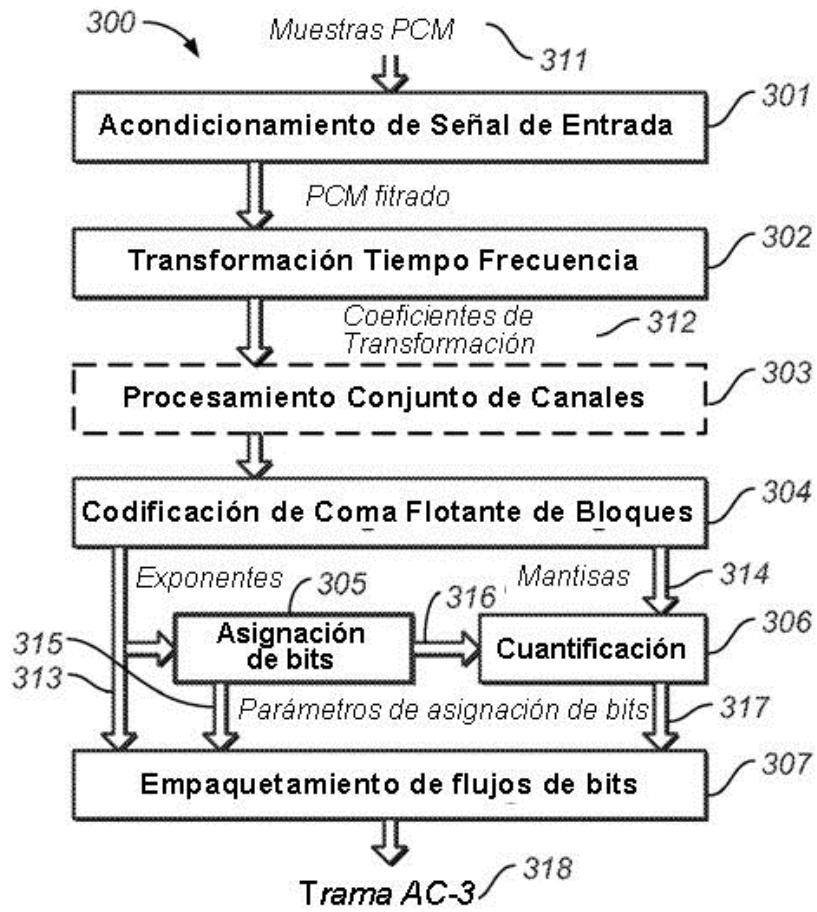 300
Muestras PCM
311
301
Acondicionamiento de Señal de Entrada
PCM fitrado
302
Transformación Tiempo Frecuencia
Coeficientes de
Transformación
312
303
Procesamiento Conjunto de Canales
304
Codificación de Coma Flotante de Bloques
Exponentes
305
Mantisas
314
316
306
Asignación
de bits
Cuantificación
315
313
Parámetros de asignación de bits
317
307
Empaquetamiento de flujos de bits
Trama AC-3
318